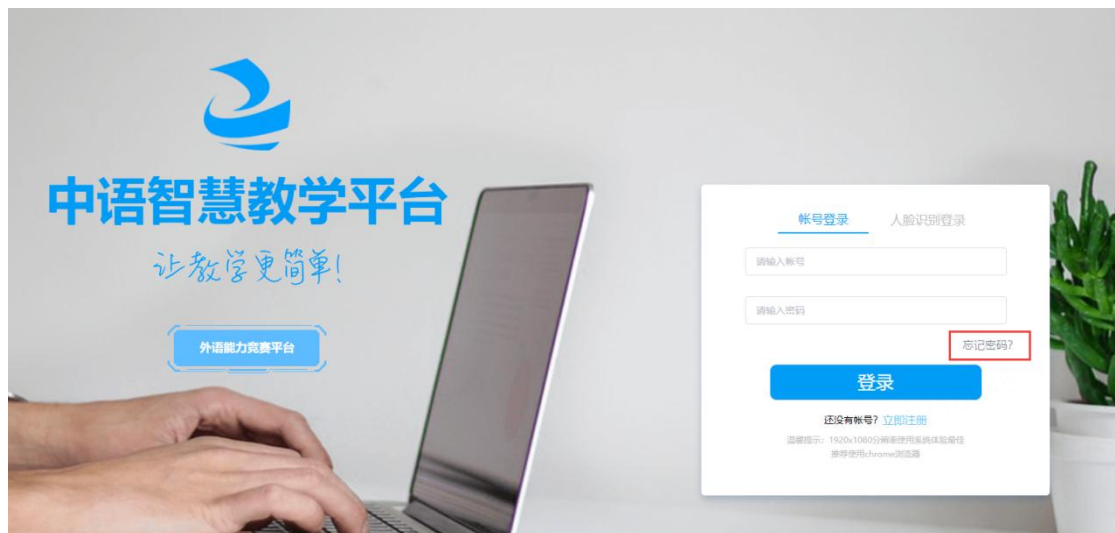 中语智慧教学平台
让教学更简单!
外语能力竞赛平台
帐号登录 人脸识别登录
请输入帐号
请输入密码
忘记密码?
登录
还没有帐号? 立即注册
温馨提示：1920x1080分辨率使用系统体验最佳
推荐使用chrome浏览器